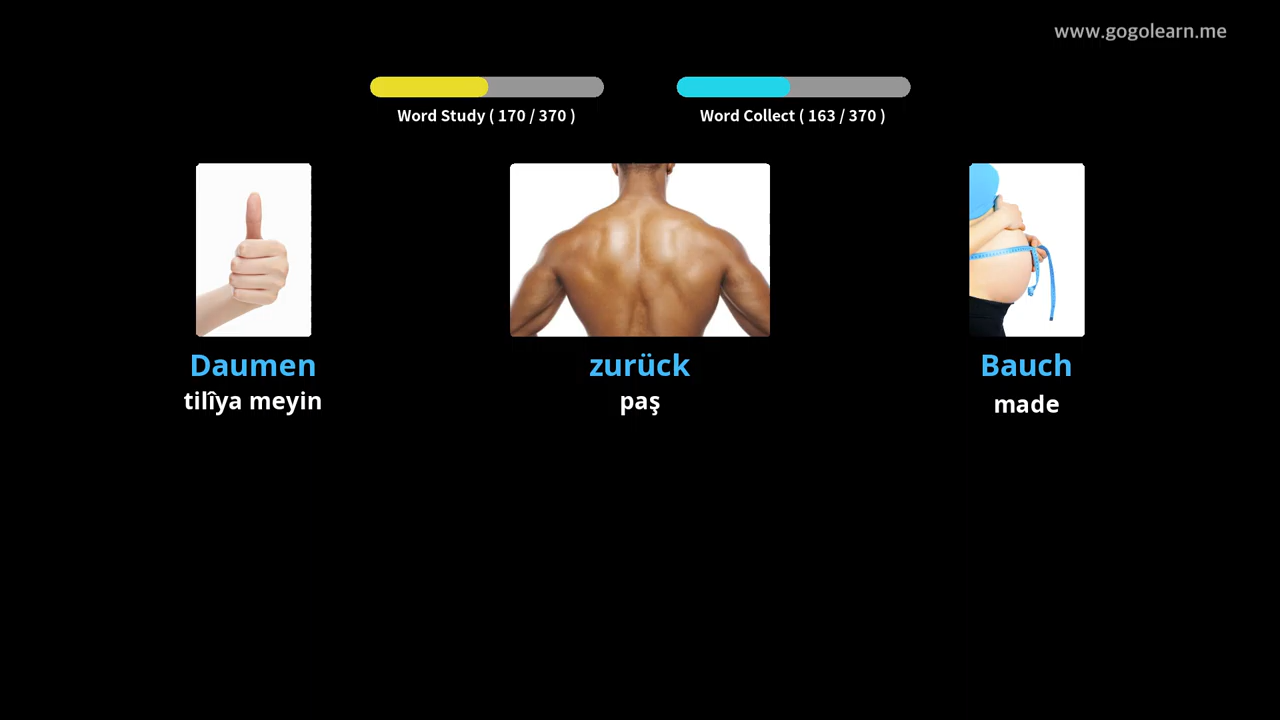 www.gogolearn.me
Word Study ( 170 / 370 )
Word Collect ( 163 / 370 )
Daumen
tilîya meyin
zurück
paş
Bauch
made